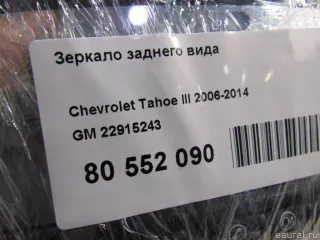 Зеркало заднего вида
Chevrolet Tahoe III 2006-2014
GM 22915243
80 552 090
eaural.ru